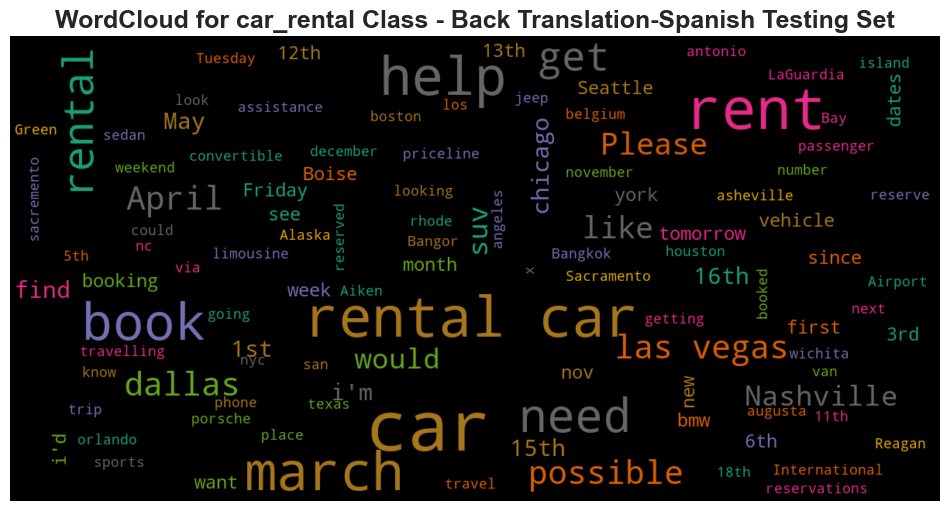 WordCloud for car_rental Class - Back Translation-Spanish Testing Set
Tuesday 12th 13th antonio
rental help get LaGuardia island
look assistance los jeep Seattle dates
Green sedan May boston belgium rent Bay
convertible december priceline chicago Please passenger
sacremento weekend Boise november number
April Friday looking york asheville reserve
could see reserved rhode suv angeles like vehicle
nc Alaska Bangor tomorrow
5th via limousine month Bangkok houston since
find booking week Aiken x Sacramento 16th booked Airport
book going rental car getting first next
travelling 1st nyc would las vegas wichita 3rd
know dallas san nov van
i'm new Nashville
trip phone texas car need bmw augusta 11th
porsche
i'd orlando place 15th 6th Reagan
sports march possible 18th International
want travel reservations